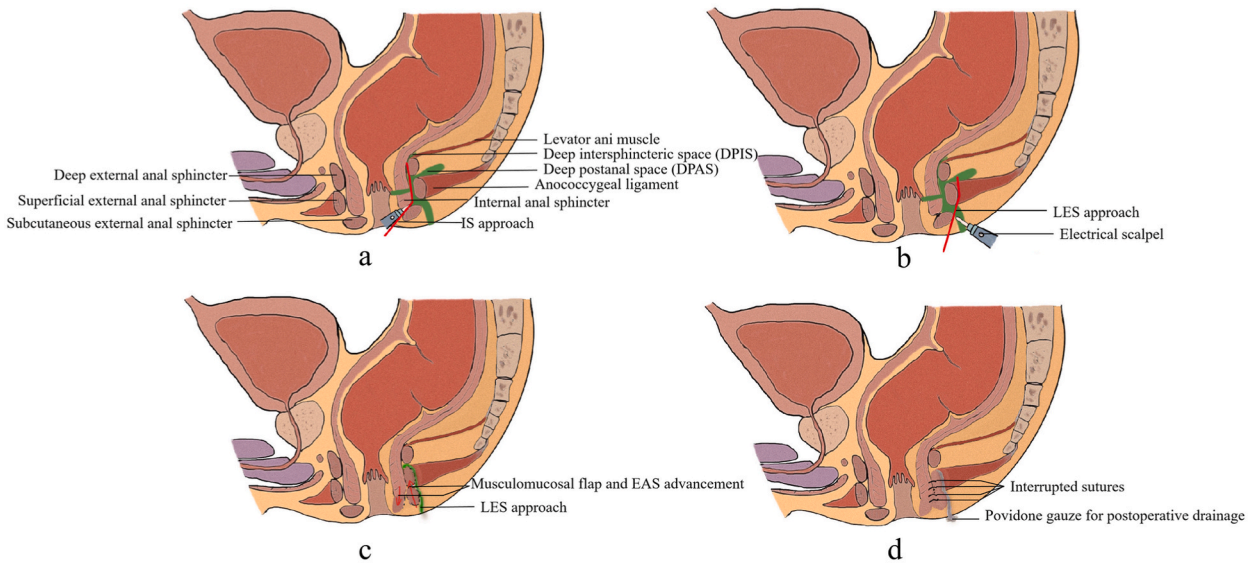 Levator ani muscle
Deep intersphincteric space (DPIS)
Deep external anal sphincter
Deep postanal space (DPAS)
Anococcygeal ligament
Superficial external anal sphincter
Internal anal sphincter
Subcutaneous external anal sphincter
IS approach
a
LES approach
Electrical scalpel
b
Musculomucosal flap and EAS advancement
LES approach
c
Interrupted sutures
Povidone gauze for postoperative drainage
d